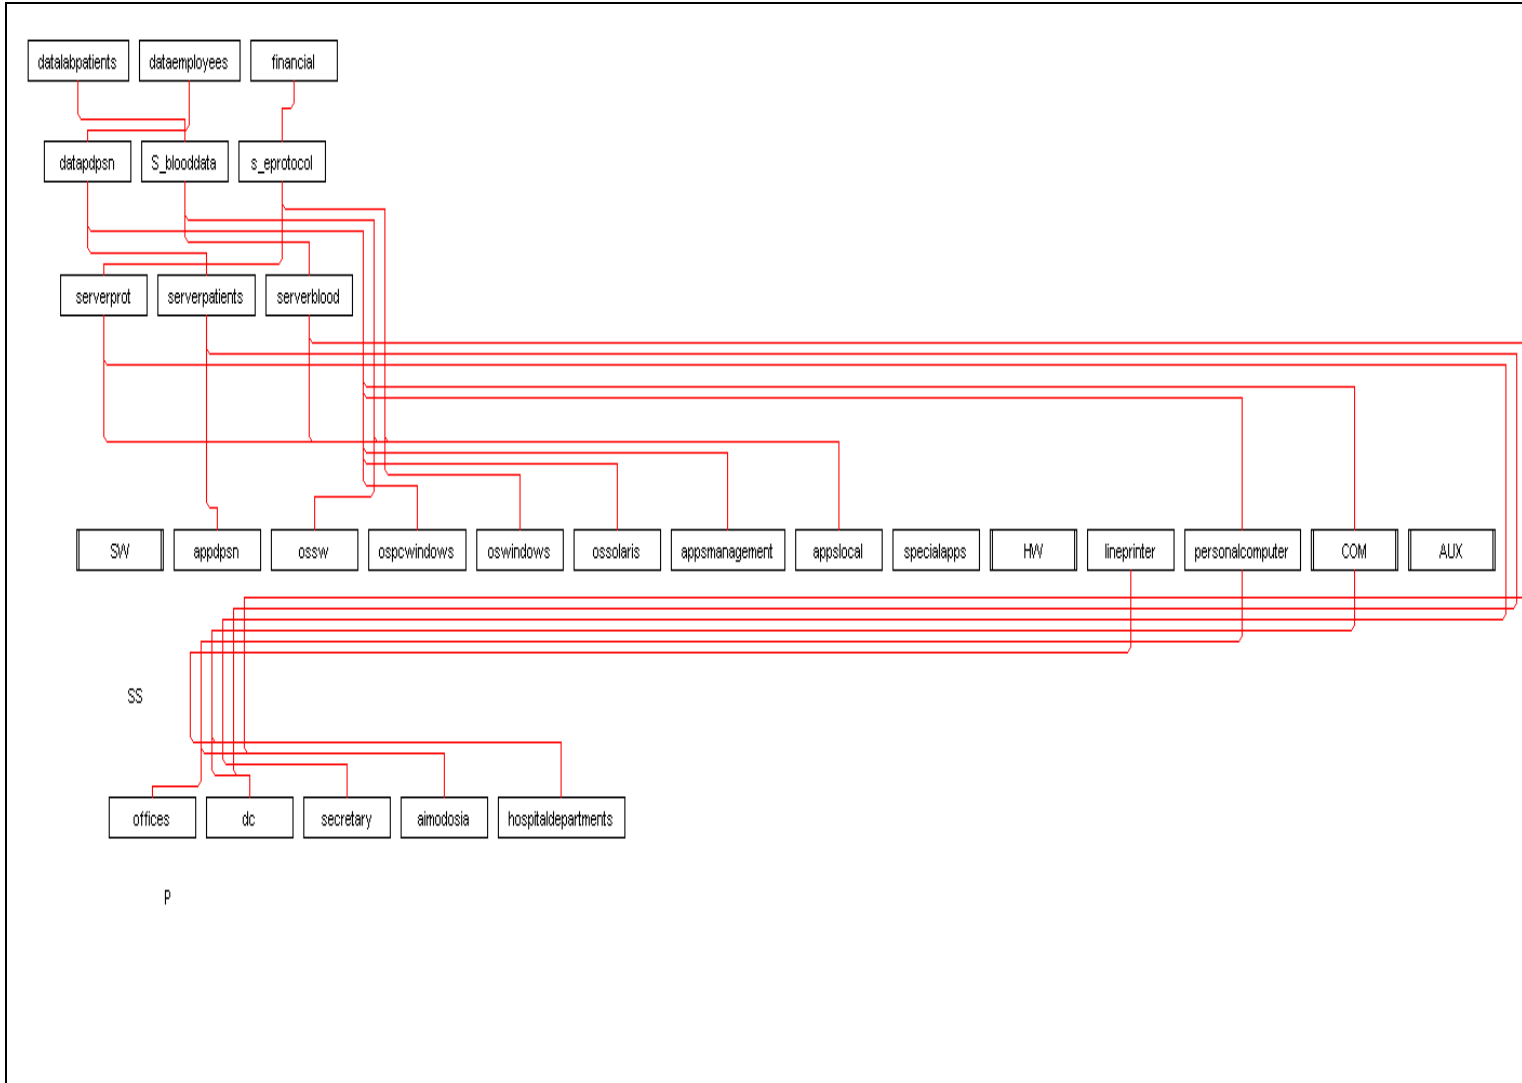 datalabpatients dataemployees financial
datapdpsn S_blooddata s_eprotocol
serverprot serverpatients serverblood
SW appdpsn ossw ospcwindows oswindows ossolaris appsmanagement appslocal specialapps HW lineprinter personalcomputer COM AUX
SS
offices dc secretary aimodosia hospitaldepartments
P